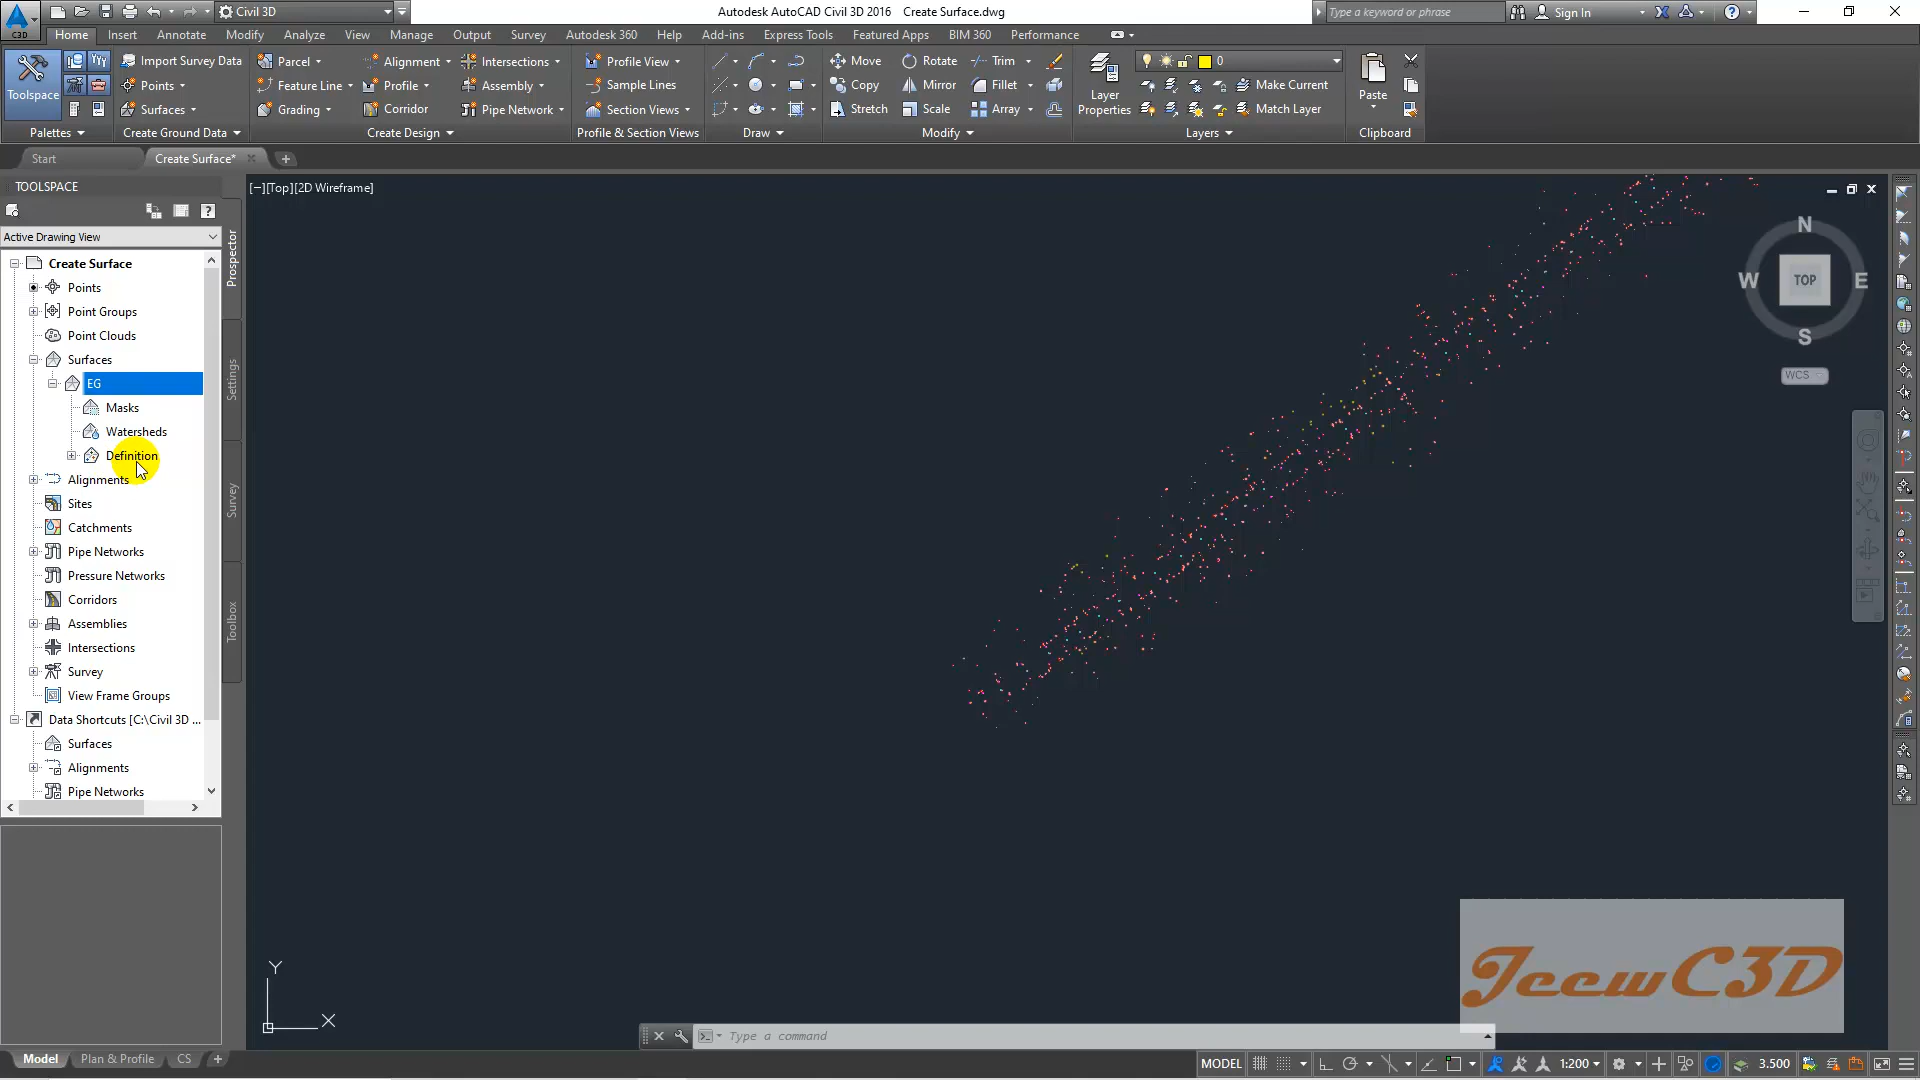 C3D
Civil 3D
Autodesk AutoCAD Civil 3D 2016 Create Surface.dwg
Type a keyword or phrase
Sign In
Home Insert Annotate Modify Analyze View Manage Output Survey Autodesk 360 Help Add-ins Express Tools Featured Apps BIM 360 Performance
Toolspace
Import Survey Data
Points
Surfaces
Parcel
Feature Line
Grading
Alignment
Profile
Corridor
Intersections
Assembly
Pipe Network
Profile View
Sample Lines
Section Views
Move
Copy
Stretch
Rotate
Mirror
Scale
Trim
Fillet
Array
Layer
Properties
0
Make Current
Match Layer
Paste
Palettes Create Ground Data Create Design Profile & Section Views Draw Modify Layers Clipboard
Start Create Surface*
TOOLSPACE
Active Drawing View
Create Surface
Points
Point Groups
Point Clouds
Surfaces
EG
Masks
Watersheds
Definition
Alignments
Sites
Catchments
Pipe Networks
Pressure Networks
Corridors
Assemblies
Intersections
Survey
View Frame Groups
Data Shortcuts [C:\Civil 3D ...
Surfaces
Alignments
Pipe Networks
Prospector
Settings
Survey
Toolbox
[−][Top][2D Wireframe]
N
W TOP E
S
WCS
JeewC3D
Y
X
Type a command
Model Plan & Profile CS
MODEL 1:200 3.500